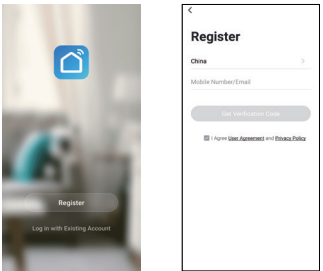 Register
Log in with Existing Account
Register
China
Mobile Number/Email
Get Verification Code
I Agree User Agreement and Privacy Policy